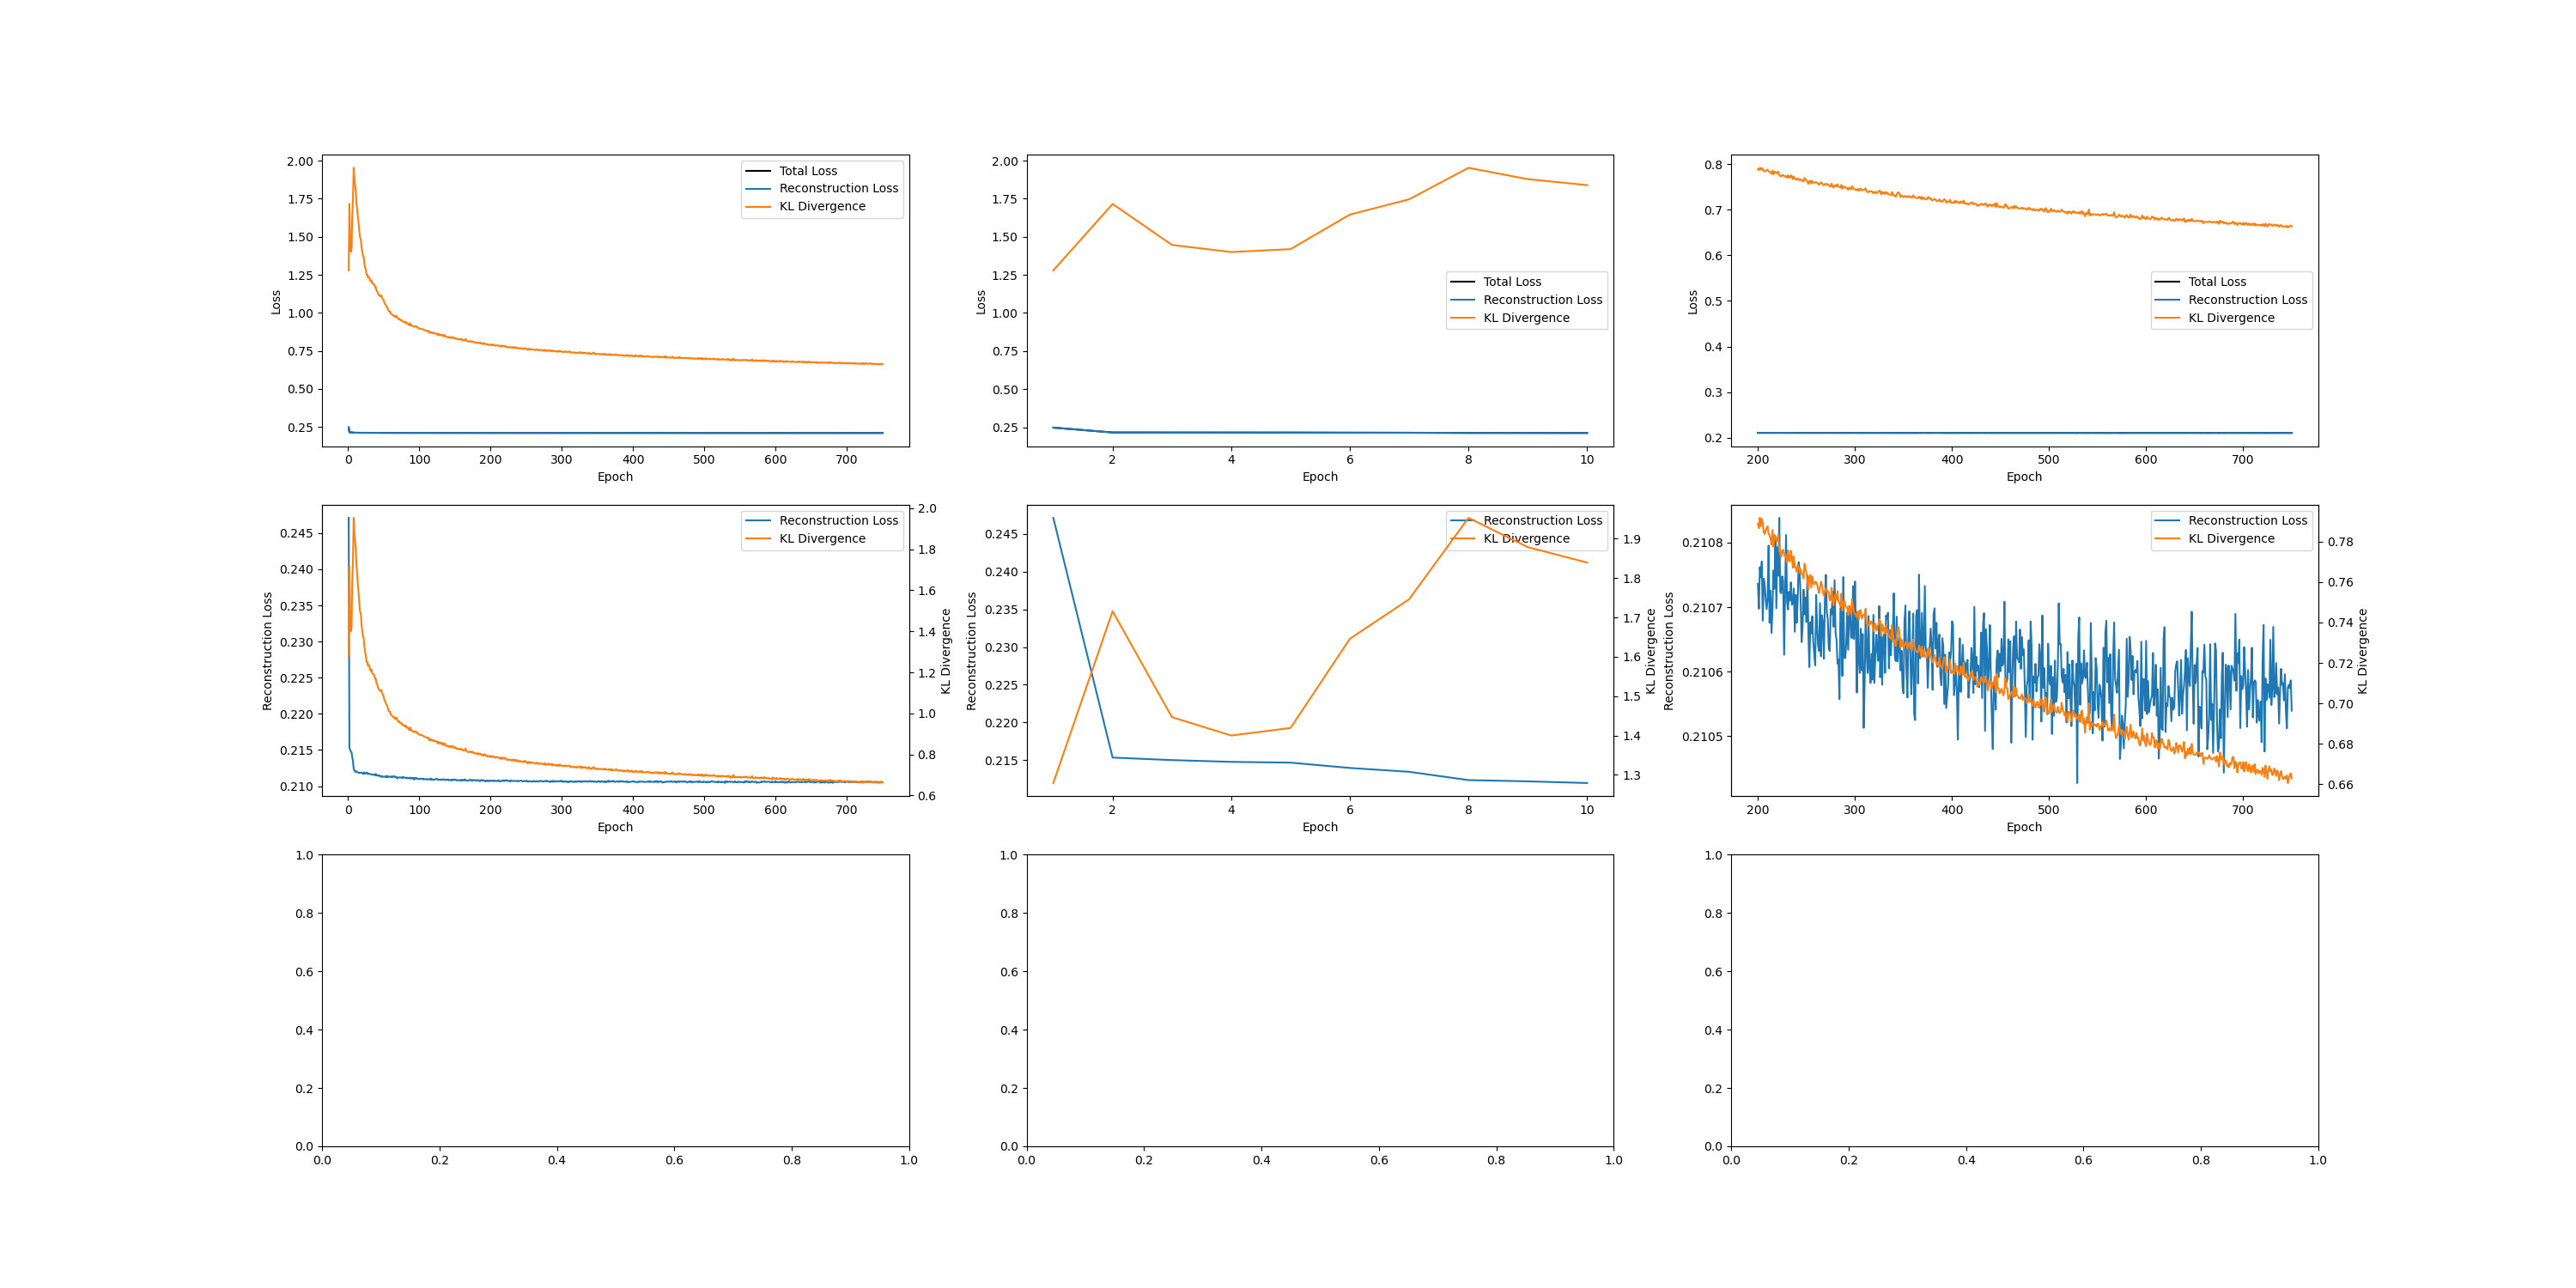 2.00
1.75
1.50
1.25
1.00
0.75
0.50
0.25
Loss
0 100 200 300 400 500 600 700
Epoch
Total Loss
Reconstruction Loss
KL Divergence
2.00
1.75
1.50
1.25
1.00
0.75
0.50
0.25
Loss
2 4 6 8 10
Epoch
Total Loss
Reconstruction Loss
KL Divergence
0.8
0.7
0.6
0.5
0.4
0.3
0.2
Loss
200 300 400 500 600 700
Epoch
Total Loss
Reconstruction Loss
KL Divergence
0.245
0.240
0.235
0.230
0.225
0.220
0.215
0.210
Reconstruction Loss
0 100 200 300 400 500 600 700
Epoch
Reconstruction Loss
KL Divergence
2.0
1.8
1.6
1.4
1.2
1.0
0.8
0.6
KL Divergence
0.245
0.240
0.235
0.230
0.225
0.220
0.215
Reconstruction Loss
2 4 6 8 10
Epoch
Reconstruction Loss
KL Divergence
1.9
1.8
1.7
1.6
1.5
1.4
1.3
KL Divergence
0.2108
0.2107
0.2106
0.2105
Reconstruction Loss
200 300 400 500 600 700
Epoch
Reconstruction Loss
KL Divergence
0.78
0.76
0.74
0.72
0.70
0.68
0.66
KL Divergence
1.0
0.8
0.6
0.4
0.2
0.0
0.0 0.2 0.4 0.6 0.8 1.0
1.0
0.8
0.6
0.4
0.2
0.0
0.0 0.2 0.4 0.6 0.8 1.0
1.0
0.8
0.6
0.4
0.2
0.0
0.0 0.2 0.4 0.6 0.8 1.0